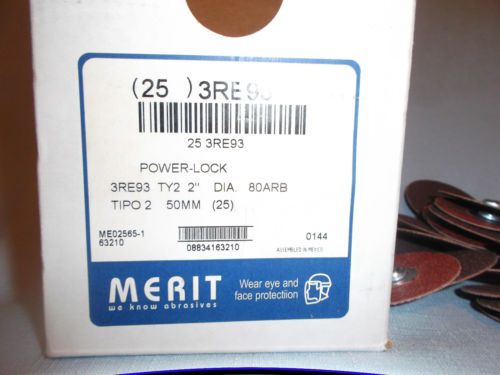 (25 ) 3RE93
25 3RE93
POWER-LOCK
3RE93 TY2 2" DIA. 80ARB
TIPO 2 50MM (25)
ME02565-1
63210
08834163210
0144
ASSEMBLED IN MEXICO
MERIT
we know abrasives
Wear eye and
face protection